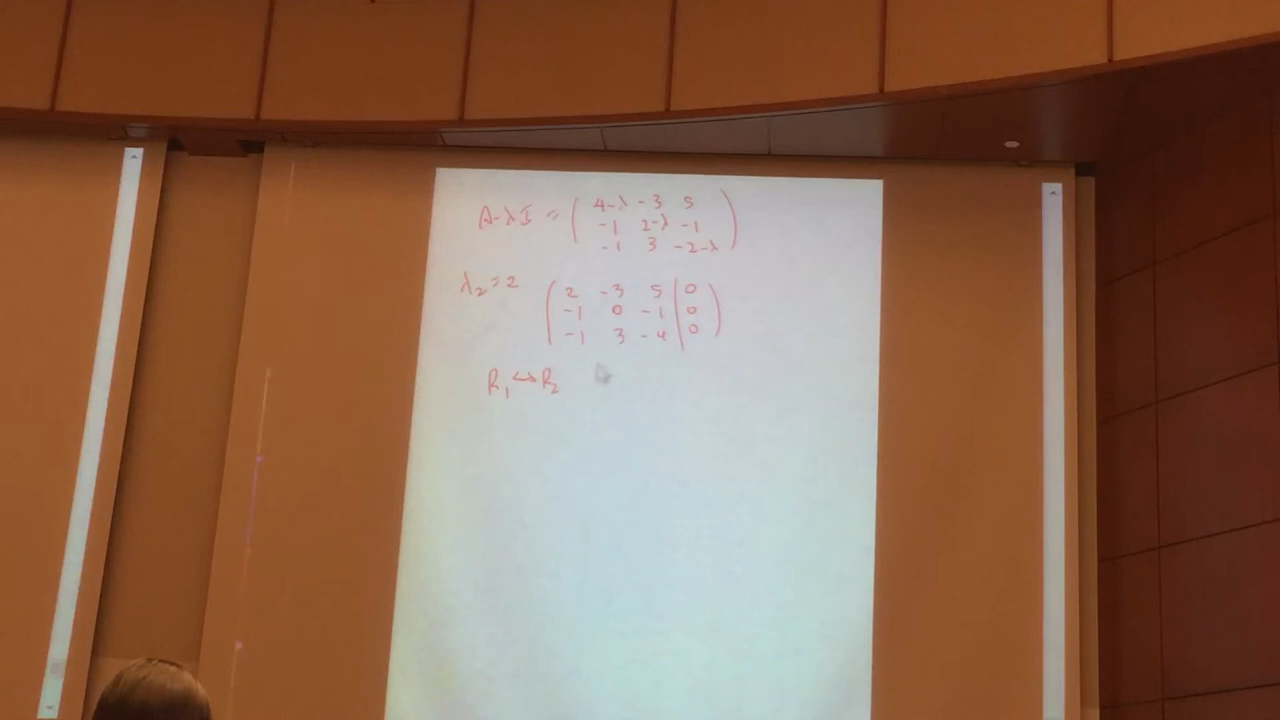 A-λI = ( 4-λ -3 5
-1 2-λ -1
-1 3 -2-λ )
λ₂=2 ( 2 -3 5 | 0
-1 0 -1 | 0
-1 3 -4 | 0 )
R₁↔R₂